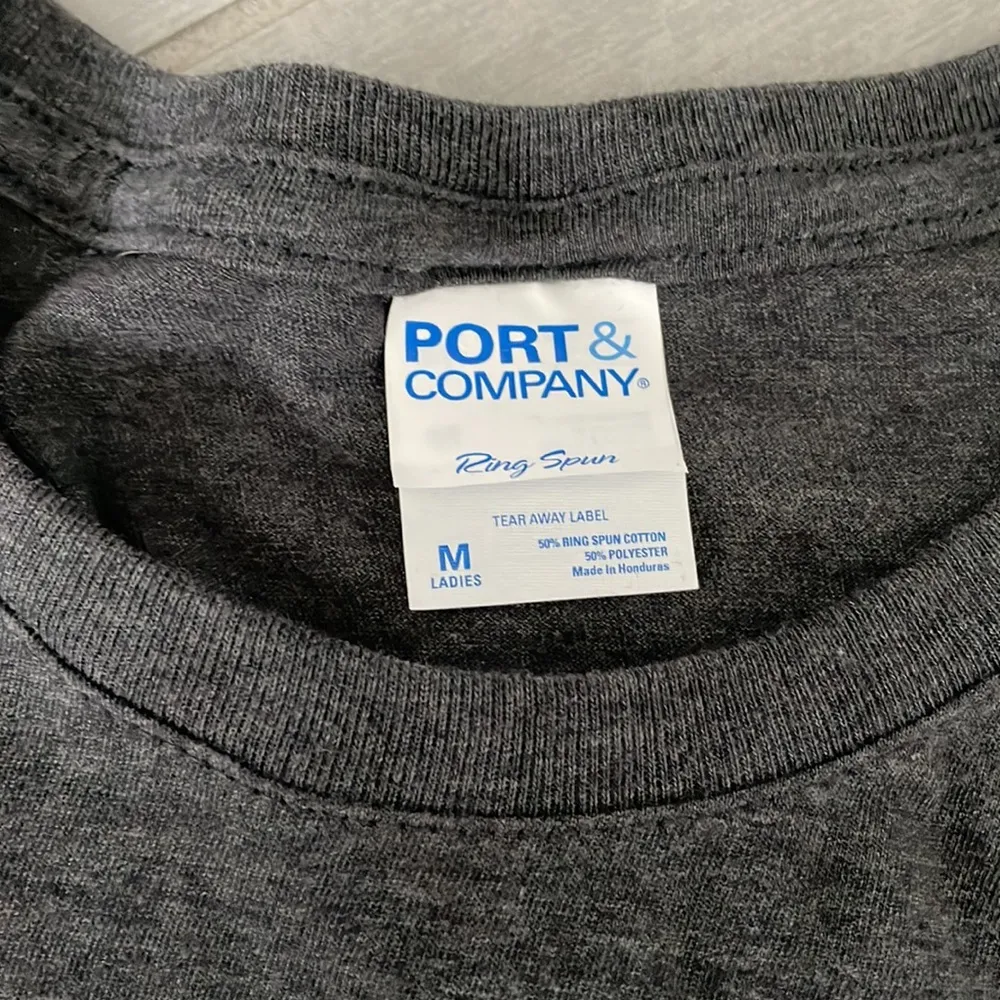 PORT &
COMPANY®
Ring Spun
TEAR AWAY LABEL
M
LADIES
50% RING SPUN COTTON
50% POLYESTER
Made In Honduras